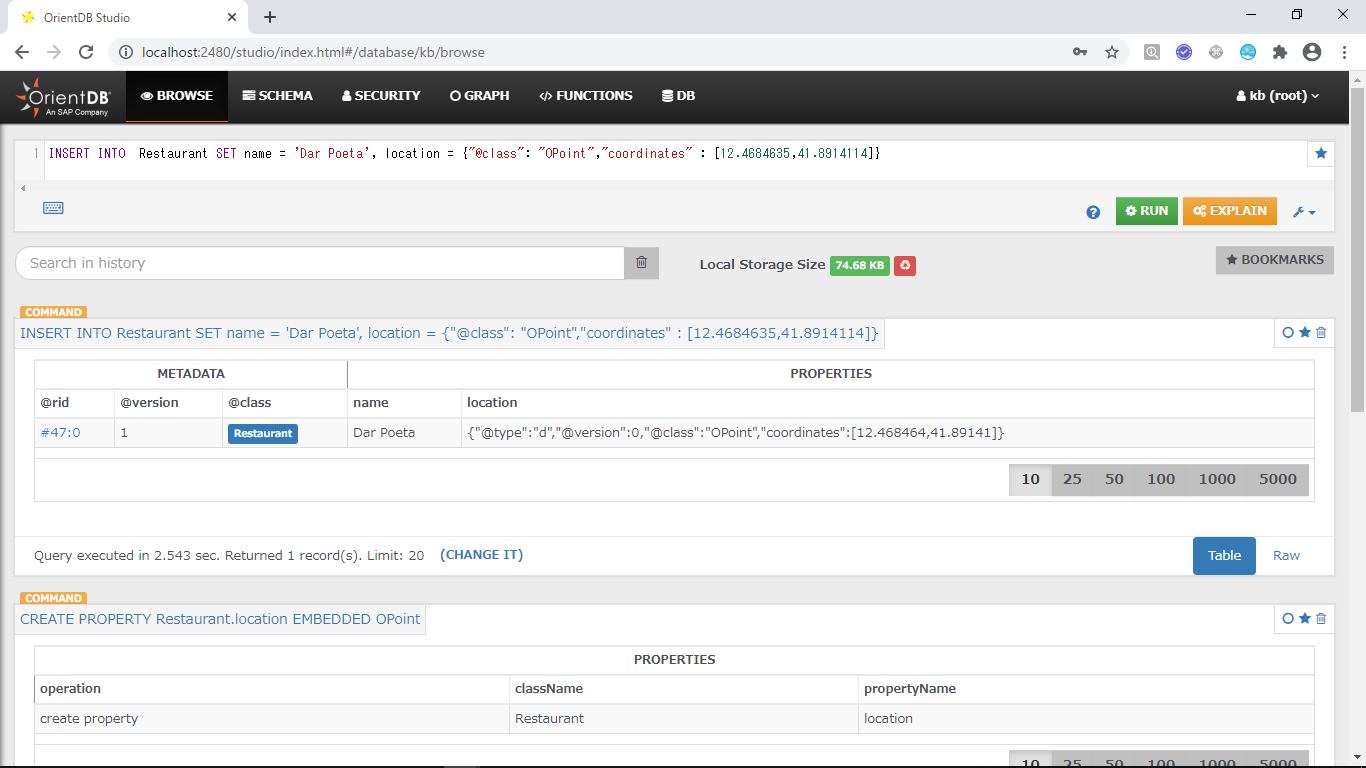 OrientDB Studio
localhost:2480/studio/index.html#/database/kb/browse
OrientDB
An SAP Company
BROWSE
SCHEMA
SECURITY
GRAPH
FUNCTIONS
DB
kb (root)
1 INSERT INTO  Restaurant SET name = 'Dar Poeta', location = {"@class": "OPoint","coordinates" : [12.4684635,41.8914114]}
RUN
EXPLAIN
Search in history
Local Storage Size 74.68 KB
BOOKMARKS
COMMAND
INSERT INTO Restaurant SET name = 'Dar Poeta', location = {"@class": "OPoint","coordinates" : [12.4684635,41.8914114]}
METADATA PROPERTIES
@rid @version @class name location
#47:0 1 Restaurant Dar Poeta {"@type":"d","@version":0,"@class":"OPoint","coordinates":[12.468464,41.89141]}
10 25 50 100 1000 5000
Query executed in 2.543 sec. Returned 1 record(s). Limit: 20 (CHANGE IT)
Table Raw
COMMAND
CREATE PROPERTY Restaurant.location EMBEDDED OPoint
PROPERTIES
operation className propertyName
create property Restaurant location
10 25 50 100 1000 5000